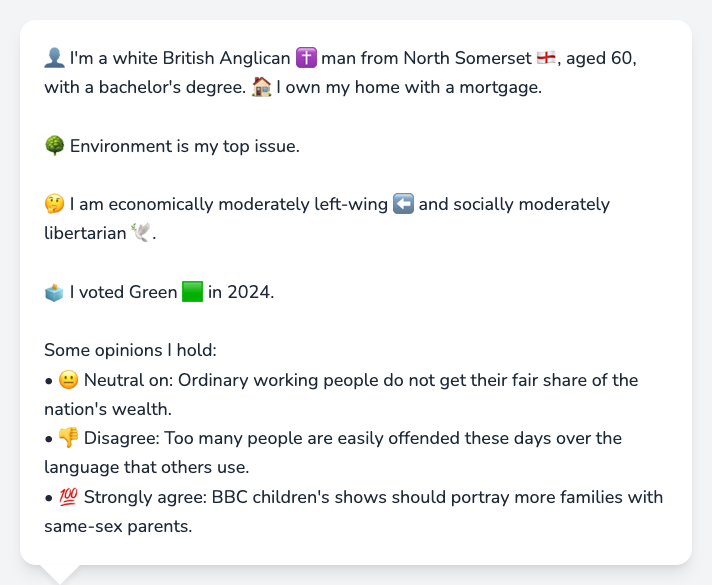 👤 I'm a white British Anglican ✝️ man from North Somerset 🏴󠁧󠁢󠁥󠁮󠁧󠁿, aged 60,
with a bachelor's degree. 🏠 I own my home with a mortgage.
🌳 Environment is my top issue.
🤔 I am economically moderately left-wing ⬅️ and socially moderately
libertarian 🕊️.
🗳️ I voted Green 🟩 in 2024.
Some opinions I hold:
• 😐 Neutral on: Ordinary working people do not get their fair share of the
nation's wealth.
• 👎 Disagree: Too many people are easily offended these days over the
language that others use.
• 💯 Strongly agree: BBC children's shows should portray more families with
same-sex parents.